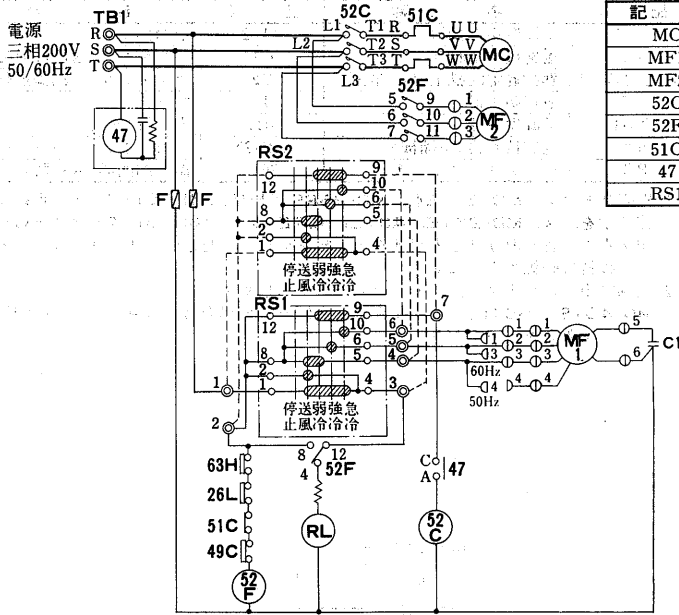 電源
三相200V
50/60Hz
TB1
R
S
T
47
F
F
52C
L1
L2
L3
T1 R
T2 S
T3 T
51C
U U
V V
W W
MC
52F
5 9 1
6 10 2
7 11 3
MF
2
RS2
12
8
2
1
9
10
6
5
4
停送弱強急
止風冷冷冷
RS1
12
8
2
1
9
10
6
5
4
停送弱強急
止風冷冷冷
1
2
6
5
4
3
7
1 1
1 2 2
3 3 3
60Hz
4 4 4
50Hz
MF
1
5
6
C1
63H
26L
51C
49C
52
F
8 12
4 52F
RL
C
A
47
52
C
記
MC
52C
52F
51C
47
RS1